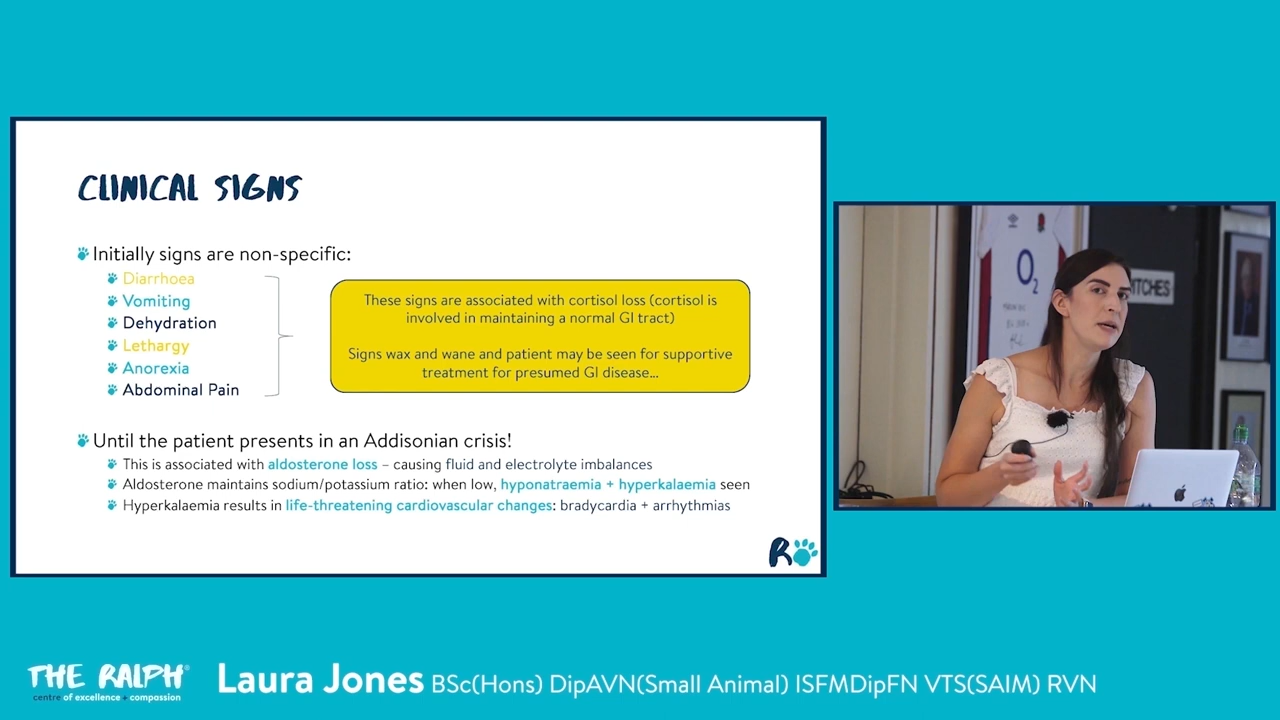 CLINICAL SIGNS
Initially signs are non-specific:
Diarrhoea
Vomiting
Dehydration
Lethargy
Anorexia
Abdominal Pain
These signs are associated with cortisol loss (cortisol is
involved in maintaining a normal GI tract)
Signs wax and wane and patient may be seen for supportive
treatment for presumed GI disease...
Until the patient presents in an Addisonian crisis!
This is associated with aldosterone loss – causing fluid and electrolyte imbalances
Aldosterone maintains sodium/potassium ratio: when low, hyponatraemia + hyperkalaemia seen
Hyperkalaemia results in life-threatening cardiovascular changes: bradycardia + arrhythmias
R
O2
ITCHES
THE RALPH®
centre of excellence + compassion
Laura Jones BSc(Hons) DipAVN(Small Animal) ISFMDipFN VTS(SAIM) RVN